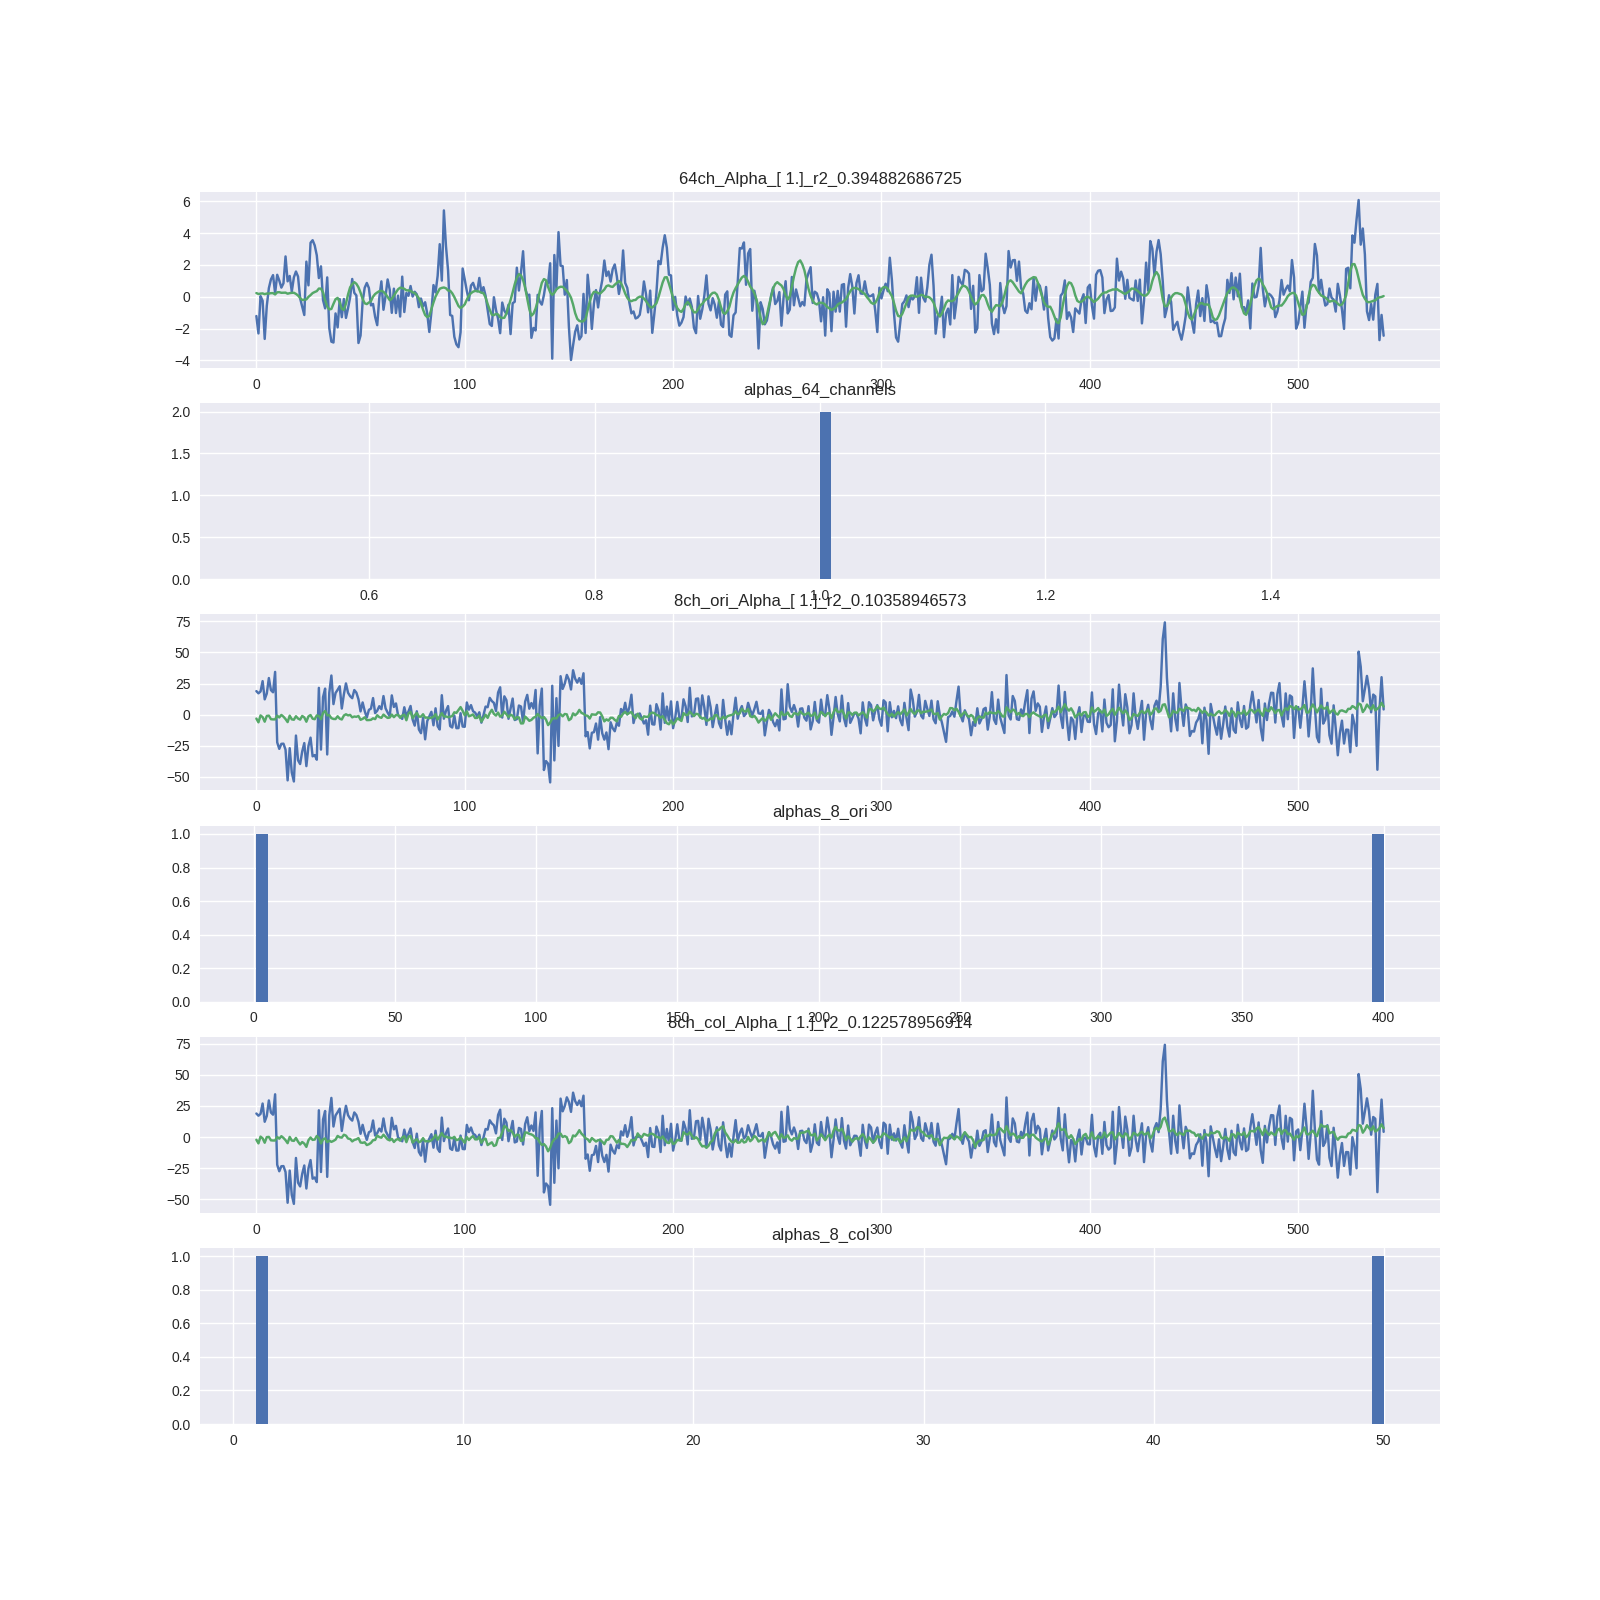 64ch_Alpha_[ 1.]_r2_0.394882686725
6
4
2
0
−2
−4
0 100 200 300 400 500
alphas_64_channels
2.0
1.5
1.0
0.5
0.0
0.6 0.8 1.0 1.2 1.4
8ch_ori_Alpha_[ 1.]_r2_0.10358946573
75
50
25
0
−25
−50
0 100 200 300 400 500
alphas_8_ori
1.0
0.8
0.6
0.4
0.2
0.0
0 50 100 150 200 250 300 350 400
8ch_col_Alpha_[ 1.]_r2_0.122578956914
75
50
25
0
−25
−50
0 100 200 300 400 500
alphas_8_col
1.0
0.8
0.6
0.4
0.2
0.0
0 10 20 30 40 50